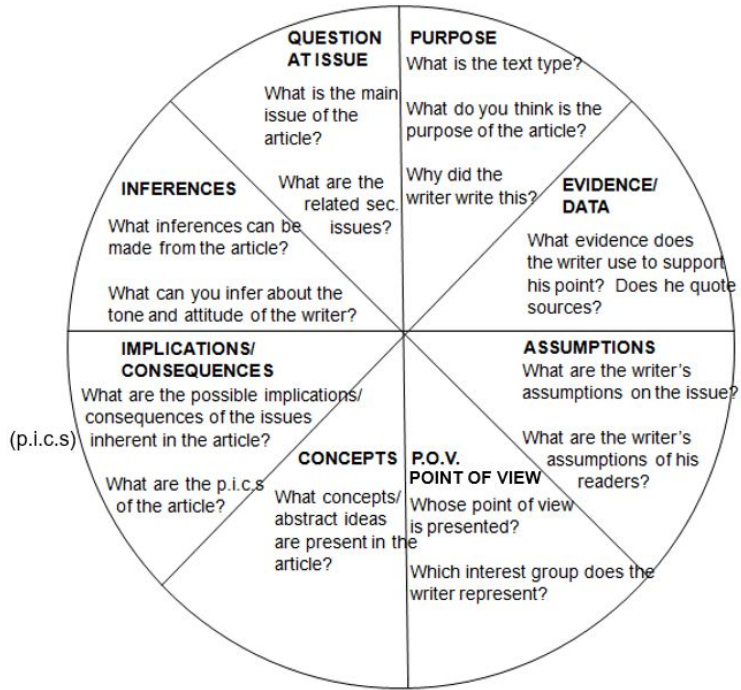 QUESTION
AT ISSUE
What is the main
issue of the
article?
What are the
related sec.
issues?
PURPOSE
What is the text type?
What do you think is the
purpose of the article?
Why did the
writer write this?
EVIDENCE/
DATA
What evidence does
the writer use to support
his point? Does he quote
sources?
ASSUMPTIONS
What are the writer's
assumptions on the issue?
What are the writer's
assumptions of his
readers?
P.O.V.
POINT OF VIEW
Whose point of view
is presented?
Which interest group does the
writer represent?
CONCEPTS
What concepts/
abstract ideas
are present in the
article?
IMPLICATIONS/
CONSEQUENCES
What are the possible implications/
consequences of the issues
(p.i.c.s) inherent in the article?
What are the p.i.c.s
of the article?
INFERENCES
What inferences can be
made from the article?
What can you infer about the
tone and attitude of the writer?